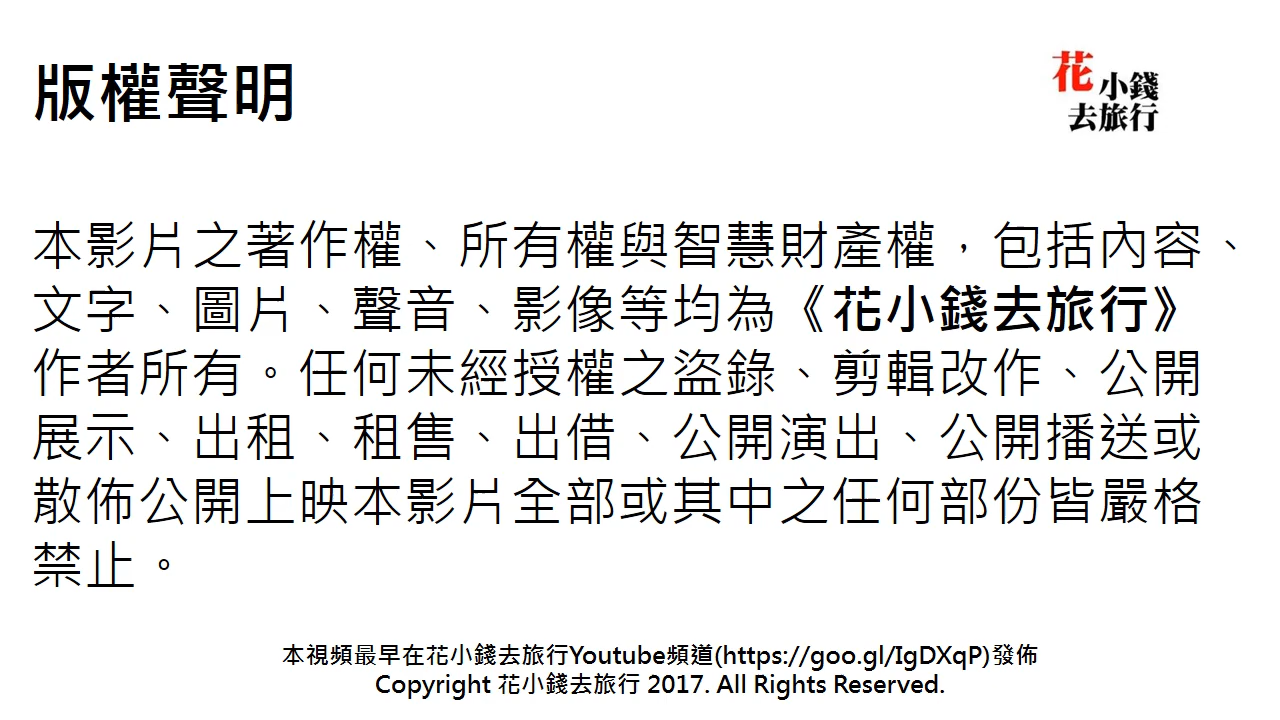 版權聲明
花小錢
去旅行
本影片之著作權、所有權與智慧財產權，包括內容、
文字、圖片、聲音、影像等均為《花小錢去旅行》
作者所有。任何未經授權之盜錄、剪輯改作、公開
展示、出租、租售、出借、公開演出、公開播送或
散佈公開上映本影片全部或其中之任何部份皆嚴格
禁止。
本視頻最早在花小錢去旅行Youtube頻道(https://goo.gl/IgDXqP)發佈
Copyright 花小錢去旅行 2017. All Rights Reserved.